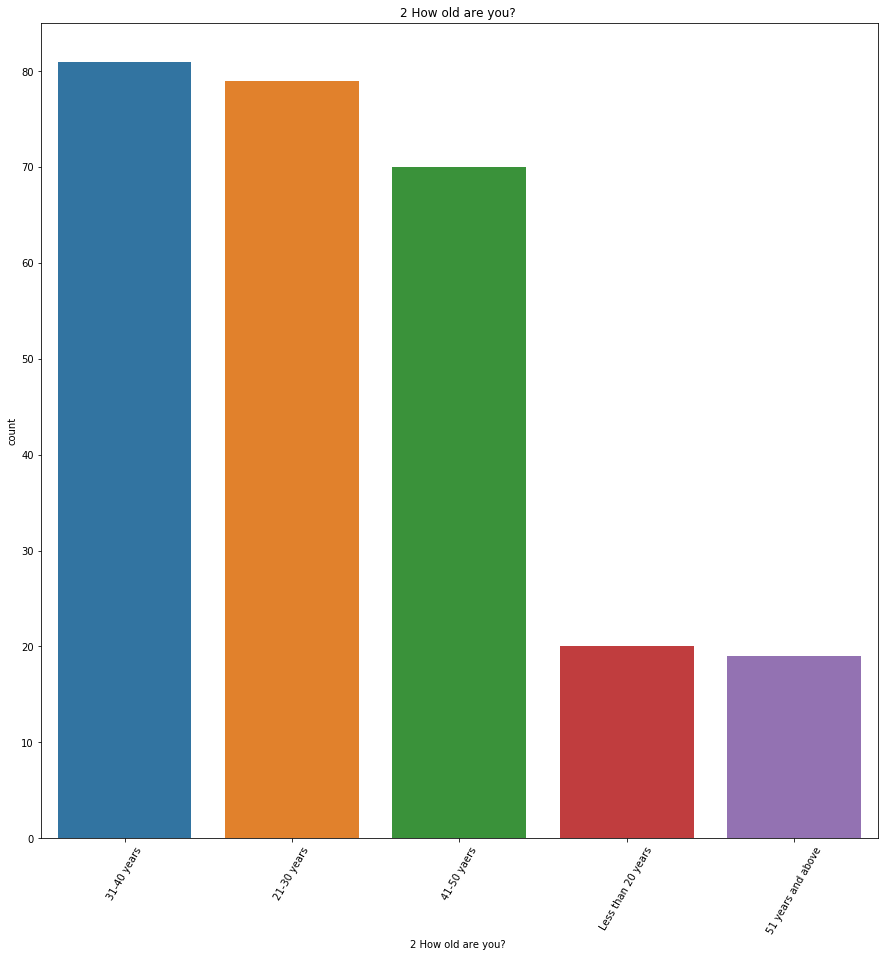 2 How old are you?
80
70
60
50
40
30
20
10
0
count
31-40 years
21-30 years
41-50 yaers
Less than 20 years
51 years and above
2 How old are you?